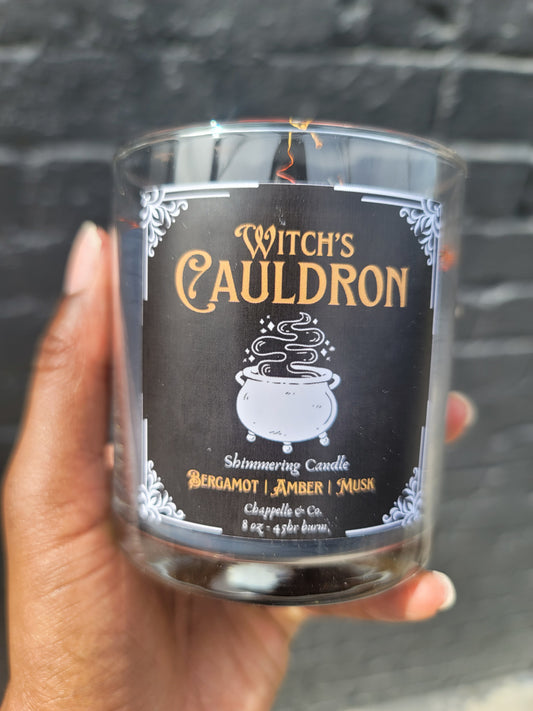 Witch's
Cauldron
Shimmering Candle
Bergamot | Amber | Musk
Chappelle & Co.
8 oz - 45hr burn